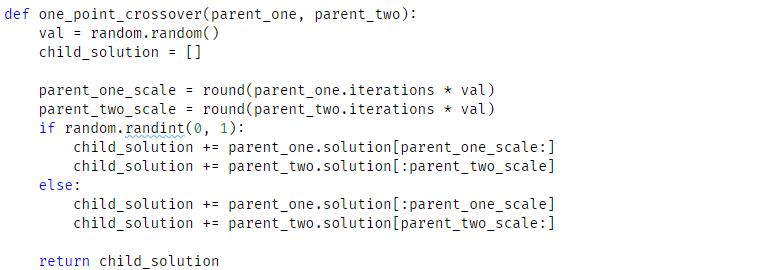 def one_point_crossover(parent_one, parent_two):
    val = random.random()
    child_solution = []

    parent_one_scale = round(parent_one.iterations * val)
    parent_two_scale = round(parent_two.iterations * val)
    if random.randint(0, 1):
        child_solution += parent_one.solution[parent_one_scale:]
        child_solution += parent_two.solution[:parent_two_scale]
    else:
        child_solution += parent_one.solution[:parent_one_scale]
        child_solution += parent_two.solution[parent_two_scale:]

    return child_solution